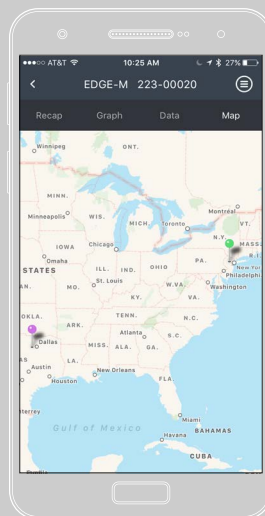 AT&T 10:25 AM 27%
EDGE-M 223-00020
Recap Graph Data Map
Winnipeg
ONT.
MINN.
Minneapolis
WIS.
MICH.
Toronto
Montreal
VT.
N.Y.
MASS.
IOWA
Chicago
Omaha
R.I.
STATES
ILL. IND. OHIO
PA.
New York
Philadelphi
St. Louis
MO.
W.VA.
Washington
KY.
VA.
OKLA.
TENN.
N.C.
ARK.
Atlanta
S.C.
Dallas
MISS. ALA. GA.
LA.
Austin
New Orleans
Houston
FLA.
Miami
Gulf of Mexico
BAHAMAS
Havana
CUBA